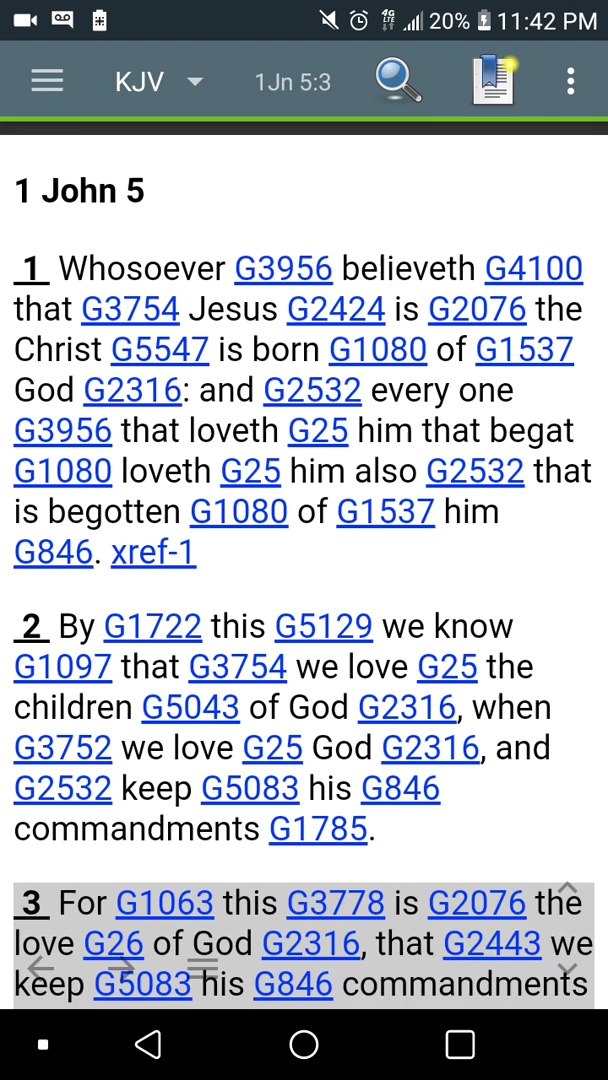 4G LTE 20% 11:42 PM
KJV 1Jn 5:3
1 John 5
1 Whosoever G3956 believeth G4100
that G3754 Jesus G2424 is G2076 the
Christ G5547 is born G1080 of G1537
God G2316: and G2532 every one
G3956 that loveth G25 him that begat
G1080 loveth G25 him also G2532 that
is begotten G1080 of G1537 him
G846. xref-1
2 By G1722 this G5129 we know
G1097 that G3754 we love G25 the
children G5043 of God G2316, when
G3752 we love G25 God G2316, and
G2532 keep G5083 his G846
commandments G1785.
3 For G1063 this G3778 is G2076 the
love G26 of God G2316, that G2443 we
keep G5083 his G846 commandments